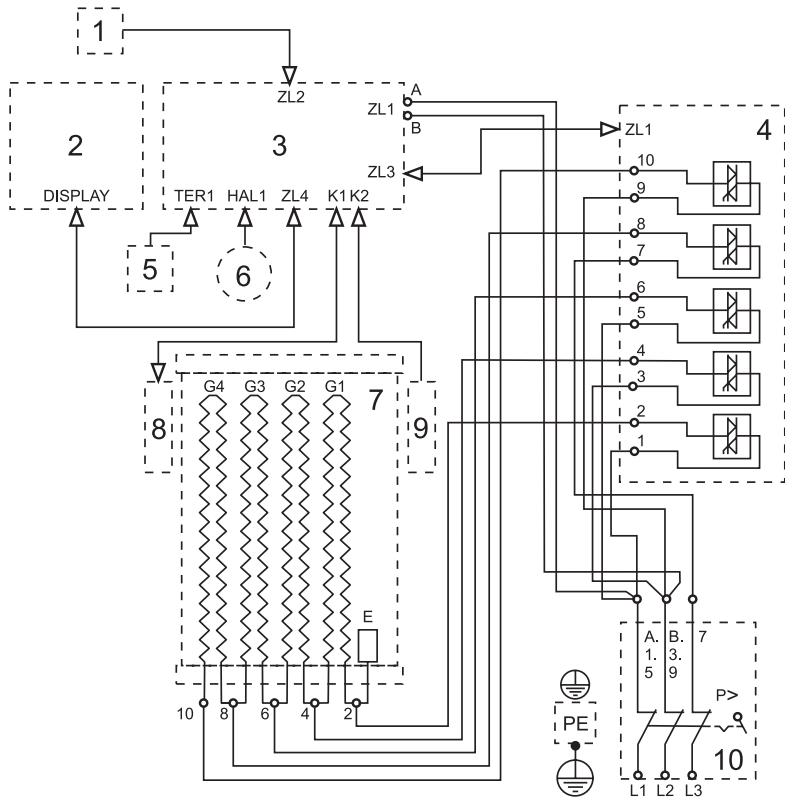 1
ZL2
A
ZL1
B
2
3
ZL3
DISPLAY
TER1 HAL1 ZL4 K1 K2
5
6
ZL1
4
10
9
8
7
6
5
4
3
2
1
G4 G3 G2 G1
7
8
9
E
10 8 6 4 2
PE
A. B. 7
1. 3.
5 9
P>
10
L1 L2 L3